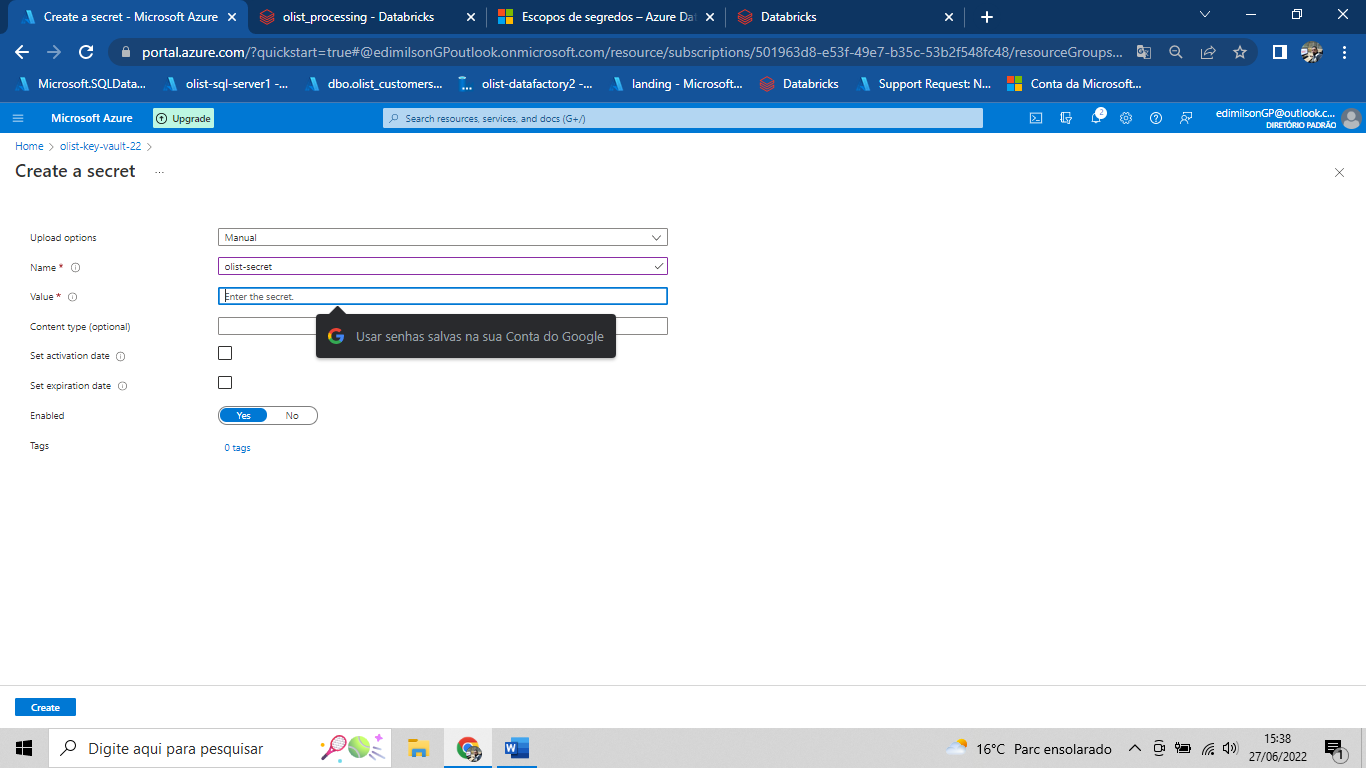 Create a secret - Microsoft Azure
olist_processing - Databricks
Escopos de segredos – Azure Dat
Databricks
portal.azure.com/?quickstart=true#@edimilsonGPoutlook.onmicrosoft.com/resource/subscriptions/501963d8-e53f-49e7-b35c-53b2f548fc48/resourceGroups...
Microsoft.SQLData...
olist-sql-server1 -...
dbo.olist_customers...
olist-datafactory2 -...
landing - Microsoft...
Databricks
Support Request: N...
Conta da Microsoft...
Microsoft Azure
Upgrade
Search resources, services, and docs (G+/)
2
edimilsonGP@outlook.c...
DIRETÓRIO PADRÃO
Home > olist-key-vault-22 >
Create a secret ...
Upload options
Manual
Name *
olist-secret
Value *
Enter the secret.
Content type (optional)
Usar senhas salvas na sua Conta do Google
Set activation date
Set expiration date
Enabled
Yes No
Tags
0 tags
Create
Digite aqui para pesquisar
16°C Parc ensolarado
15:38
27/06/2022
1